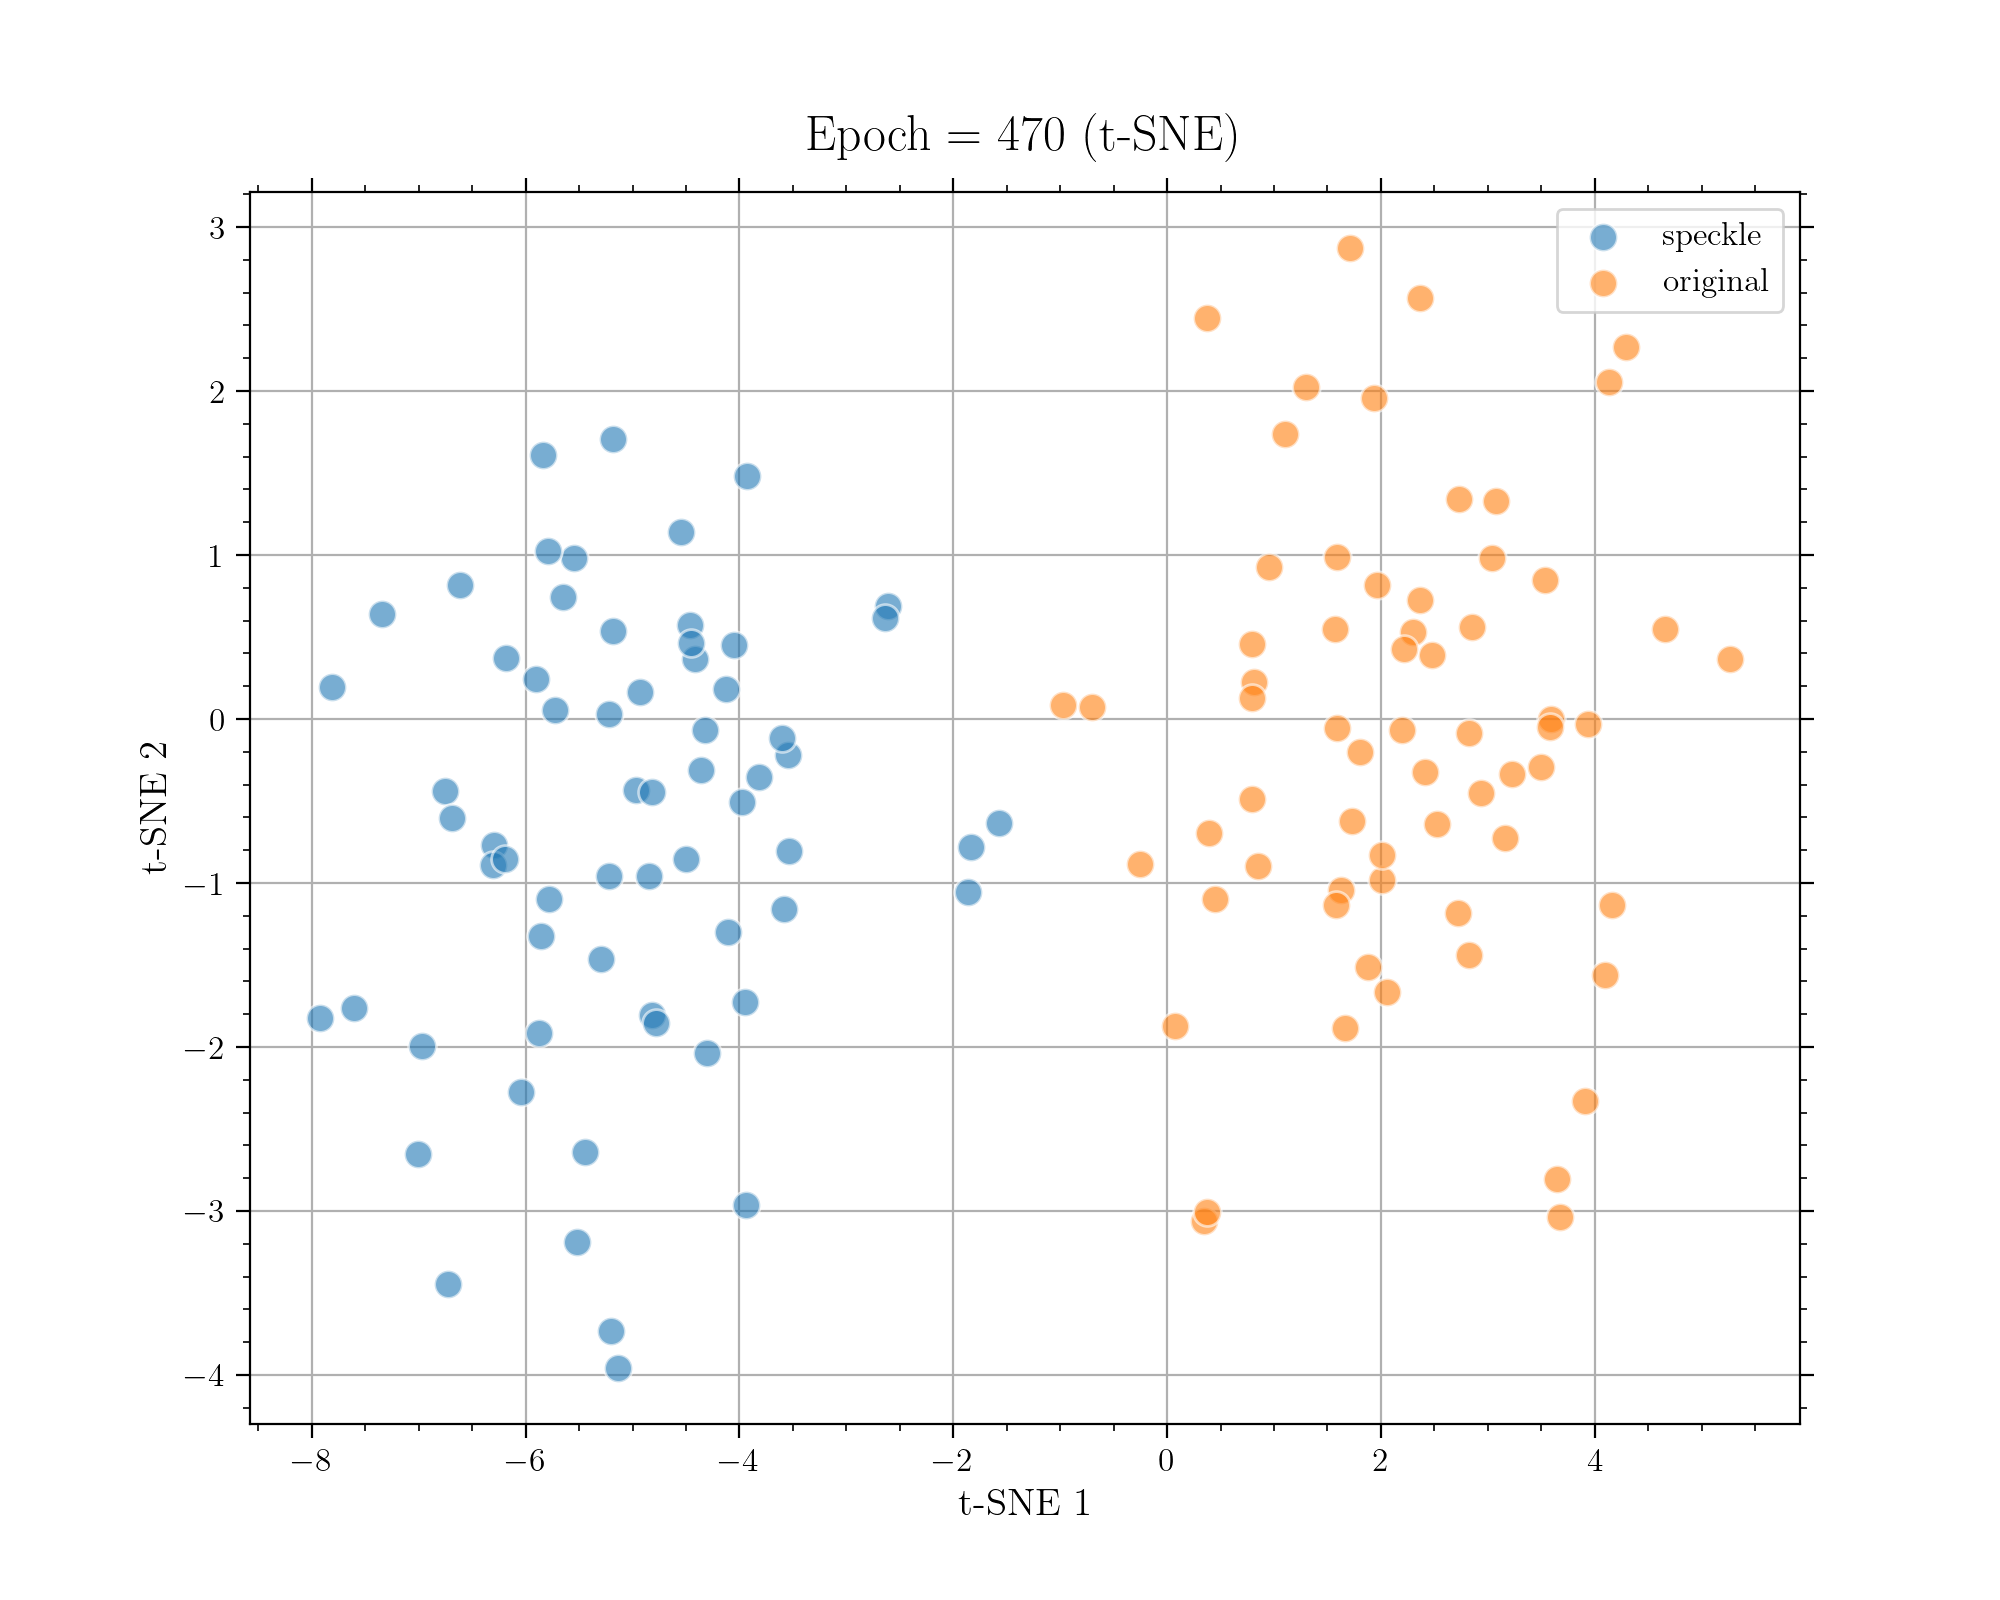 Epoch = 470 (t-SNE)
speckle
original
3
2
1
0
−1
−2
−3
−4
t-SNE 2
−8 −6 −4 −2 0 2 4
t-SNE 1